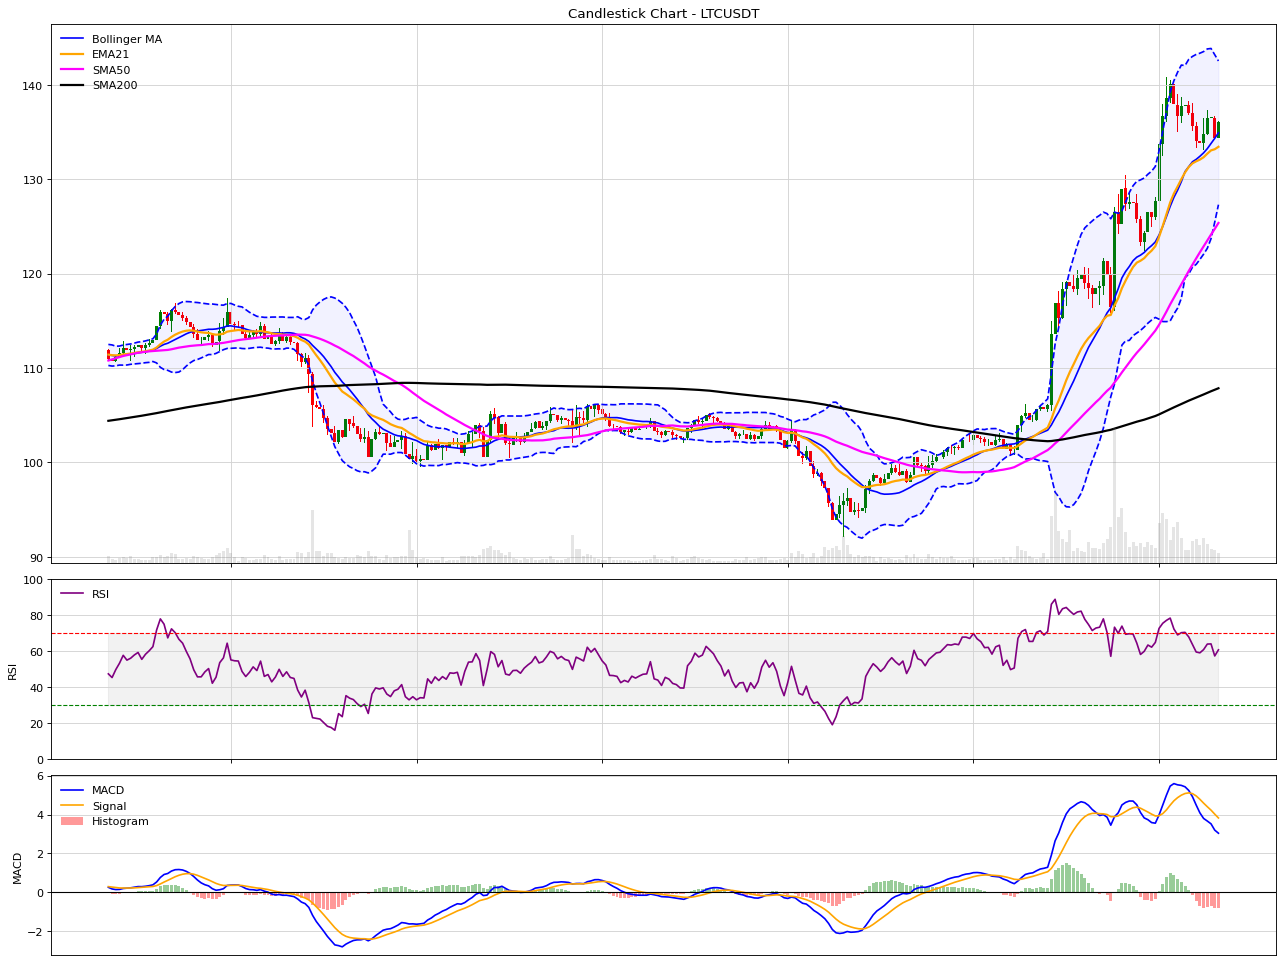 Candlestick Chart - LTCUSDT
Bollinger MA
EMA21
SMA50
SMA200
140
130
120
110
100
90
100
80
60
40
20
0
RSI
RSI
6
4
2
0
−2
MACD
MACD
Signal
Histogram